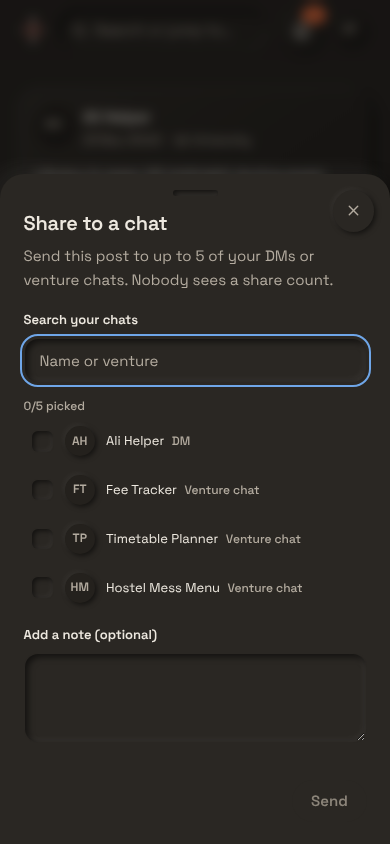 Share to a chat
Send this post to up to 5 of your DMs or
venture chats. Nobody sees a share count.
Search your chats
Name or venture
0/5 picked
AH Ali Helper DM
FT Fee Tracker Venture chat
TP Timetable Planner Venture chat
HM Hostel Mess Menu Venture chat
Add a note (optional)
Send